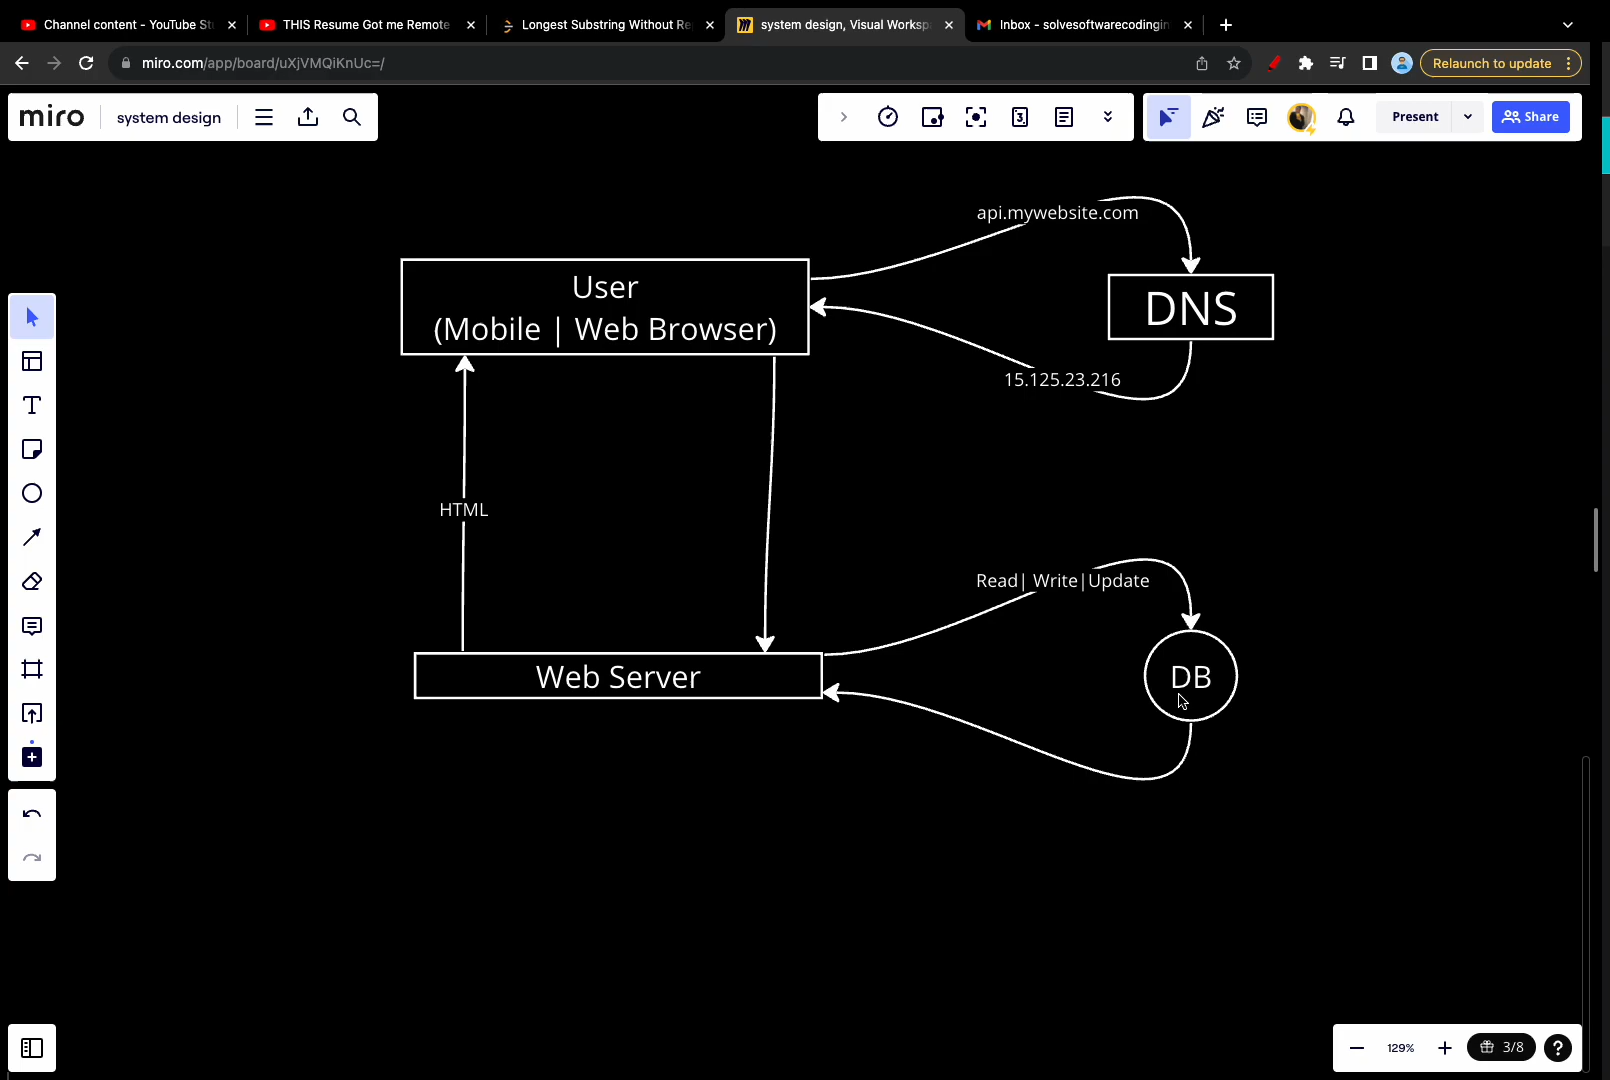 Channel content - YouTube St
THIS Resume Got me Remote
Longest Substring Without Re
system design, Visual Worksp
Inbox - solvesoftwarecodingin
miro.com/app/board/uXjVMQiKnUc=/
Relaunch to update
miro
system design
3
Present
Share
api.mywebsite.com
User
(Mobile | Web Browser)
DNS
15.125.23.216
HTML
Read| Write|Update
Web Server
DB
129%
3/8
?